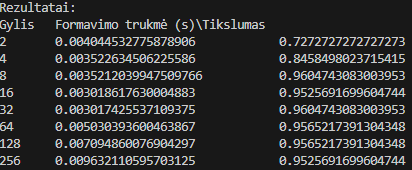 Rezultatai:
Gylis Formavimo trukmė (s)\Tikslumas
2 0.004044532775878906 0.7272727272727273
4 0.003522634506225586 0.8458498023715415
8 0.0035212039947509766 0.9604743083003953
16 0.003018617630004883 0.9525691699604744
32 0.003017425537109375 0.9604743083003953
64 0.005030393600463867 0.9565217391304348
128 0.007094860076904297 0.9565217391304348
256 0.009632110595703125 0.9525691699604744